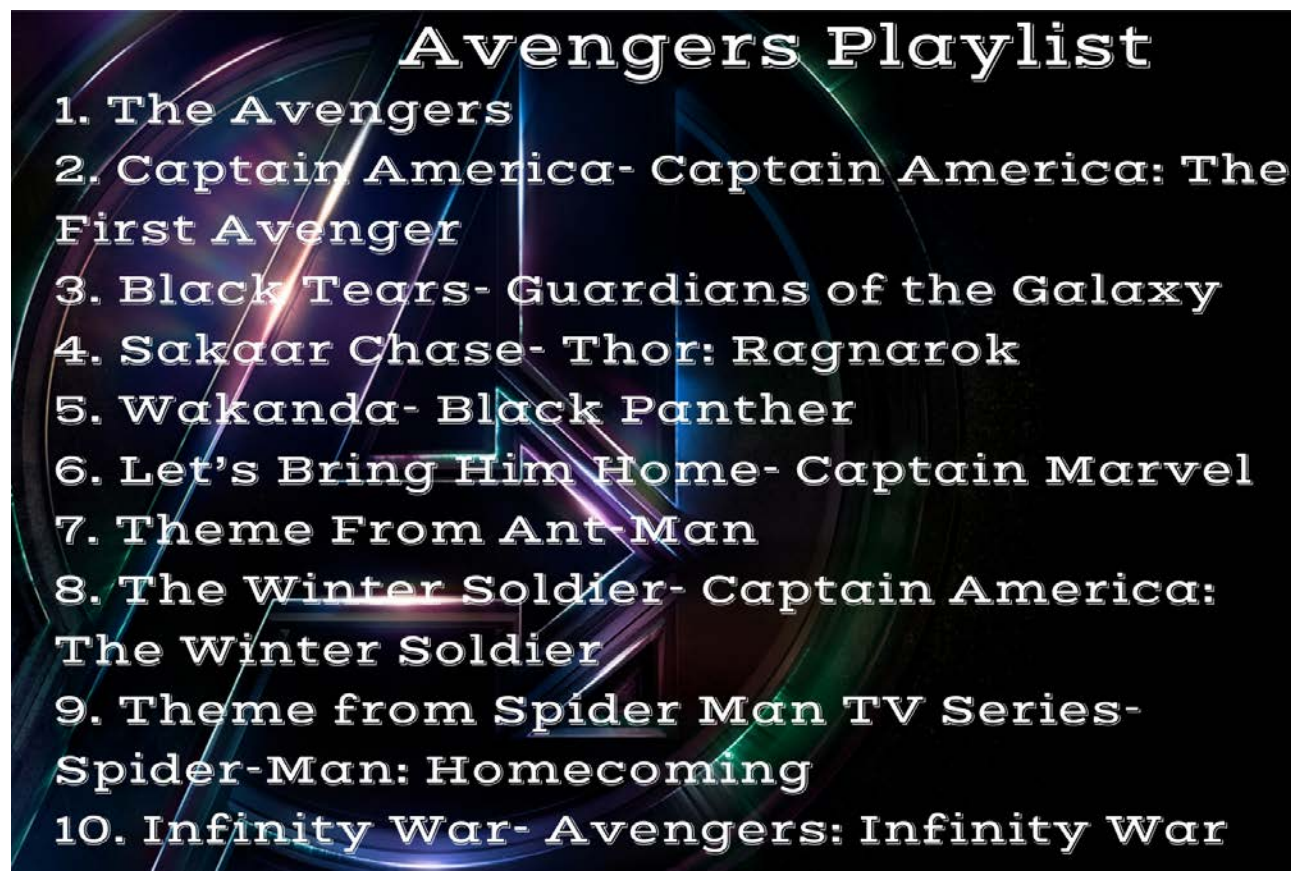 Avengers Playlist
1. The Avengers
2. Captain America- Captain America: The
First Avenger
3. Black Tears- Guardians of the Galaxy
4. Sakaar Chase- Thor: Ragnarok
5. Wakanda- Black Panther
6. Let's Bring Him Home- Captain Marvel
7. Theme From Ant-Man
8. The Winter Soldier- Captain America:
The Winter Soldier
9. Theme from Spider Man TV Series-
Spider-Man: Homecoming
10. Infinity War- Avengers: Infinity War